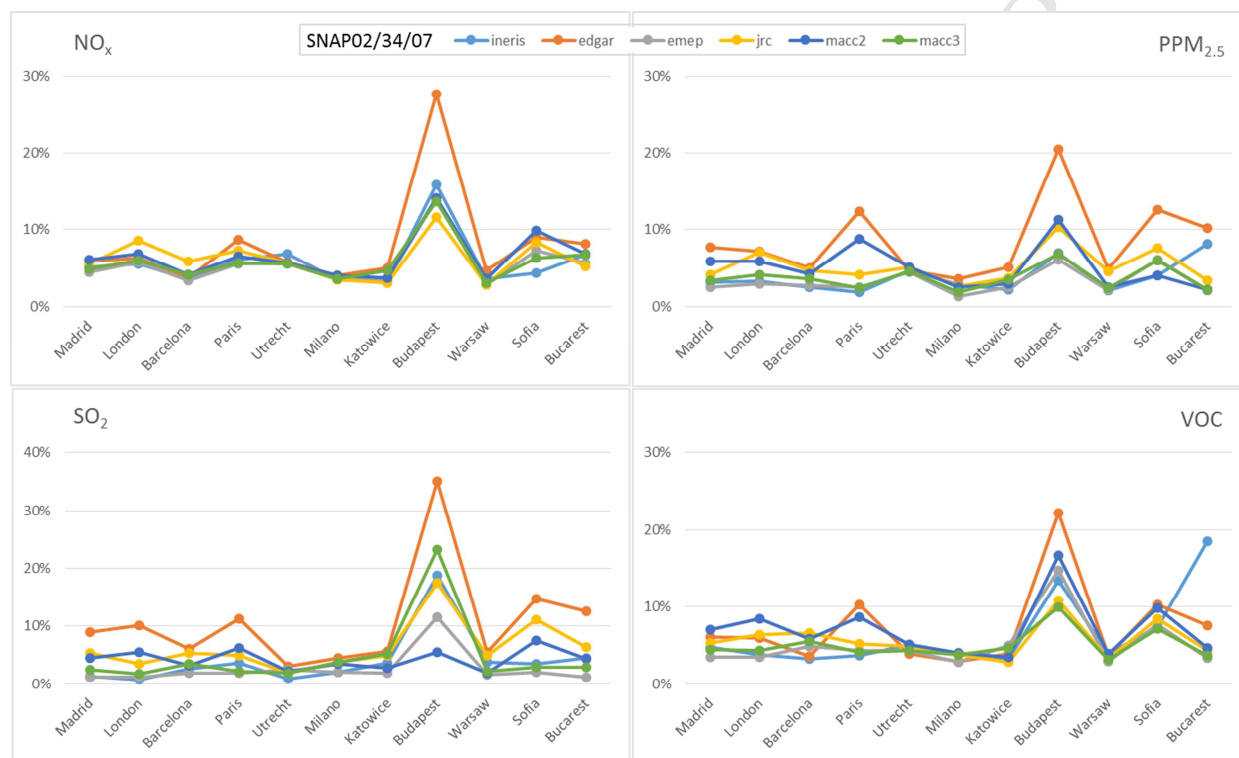 NOx SNAP02/34/07 ineris edgar emep jrc macc2 macc3 PPM2.5
30%
20%
10%
0%
Madrid London Barcelona Paris Utrecht Milano Katowice Budapest Warsaw Sofia Bucarest
30%
20%
10%
0%
Madrid London Barcelona Paris Utrecht Milano Katowice Budapest Warsaw Sofia Bucarest
SO2
40%
30%
20%
10%
0%
Madrid London Barcelona Paris Utrecht Milano Katowice Budapest Warsaw Sofia Bucarest
VOC
30%
20%
10%
0%
Madrid London Barcelona Paris Utrecht Milano Katowice Budapest Warsaw Sofia Bucarest